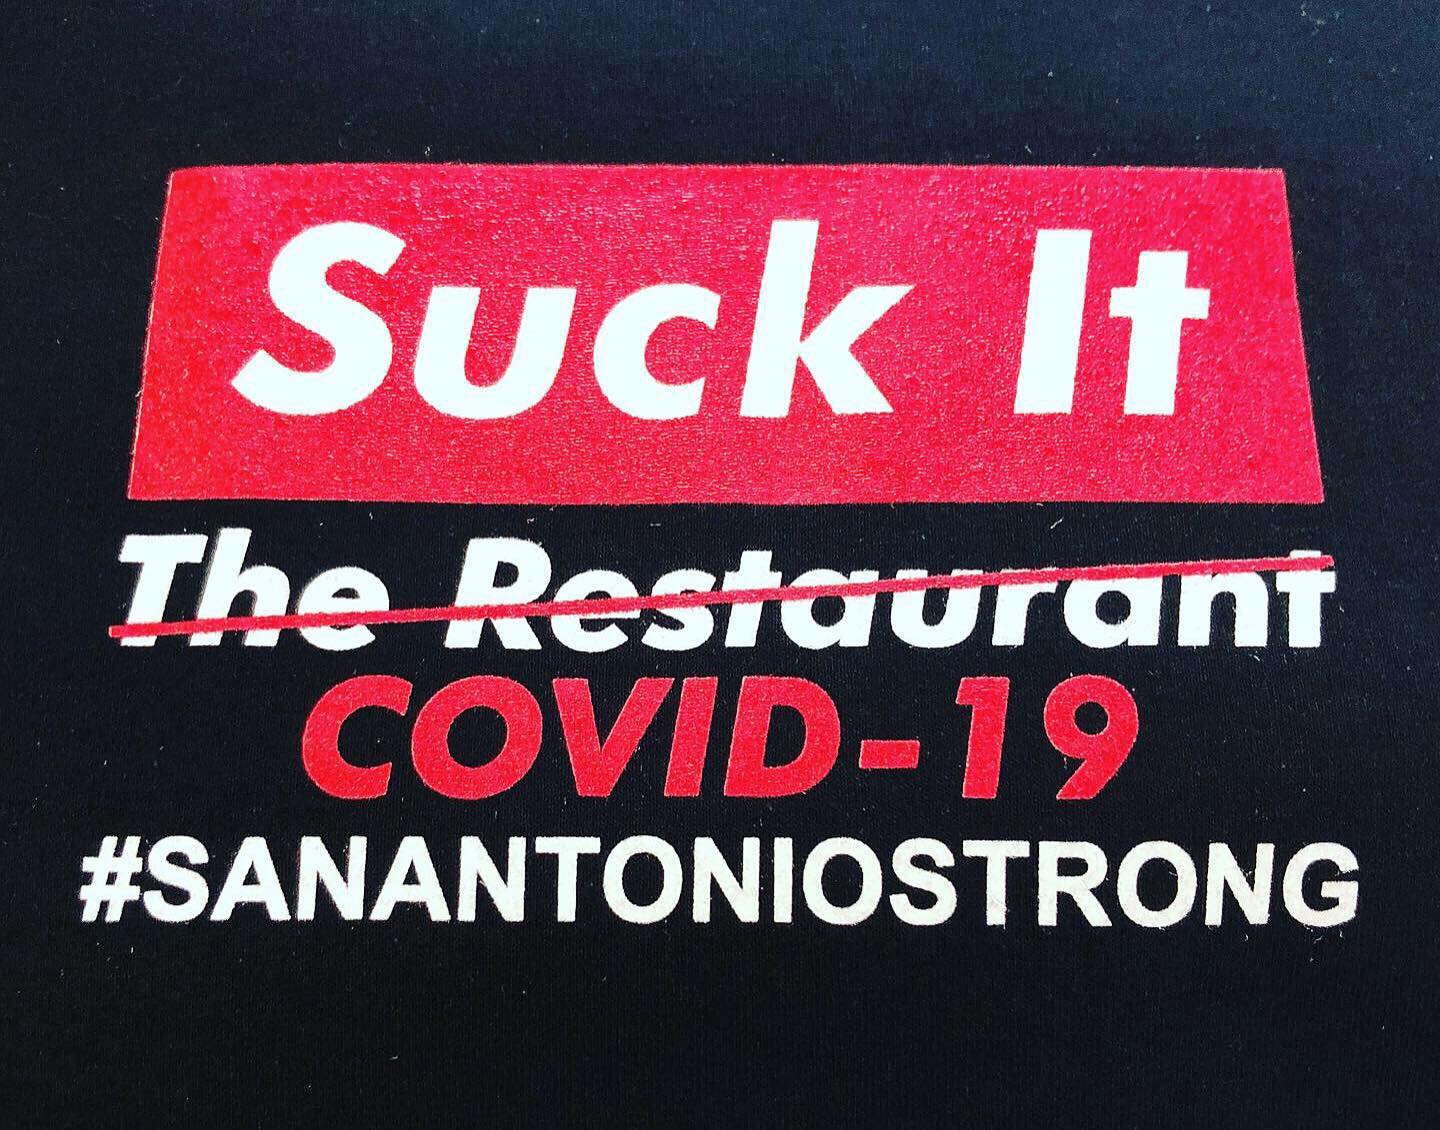 Suck It
The Restaurant
COVID-19
#SANANTONIOSTRONG